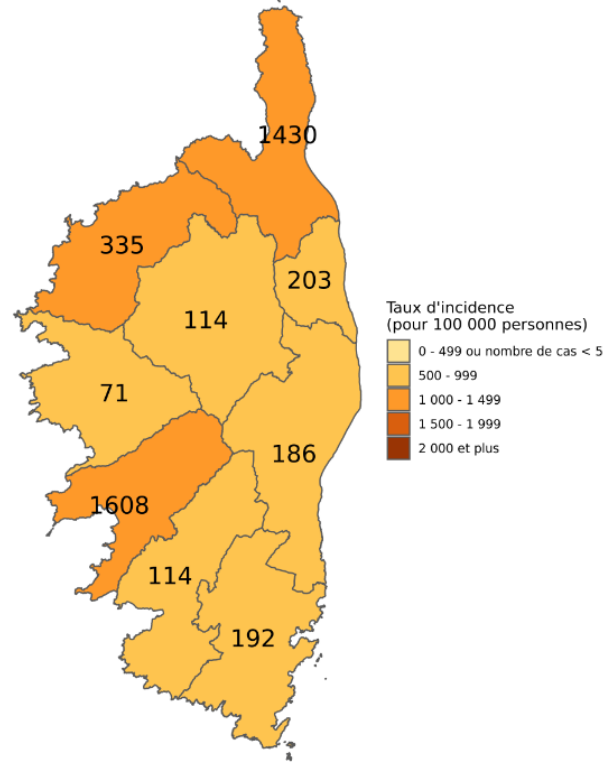 1430
335
203
114
71
186
1608
114
192
Taux d'incidence
(pour 100 000 personnes)
0 - 499 ou nombre de cas < 5
500 - 999
1 000 - 1 499
1 500 - 1 999
2 000 et plus